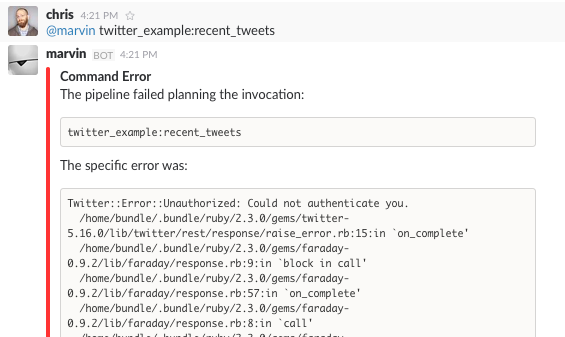 chris 4:21 PM ☆
@marvin twitter_example:recent_tweets
marvin BOT 4:21 PM
Command Error
The pipeline failed planning the invocation:
twitter_example:recent_tweets
The specific error was:
Twitter::Error::Unauthorized: Could not authenticate you.
/home/bundle/.bundle/ruby/2.3.0/gems/twitter-
5.16.0/lib/twitter/rest/response/raise_error.rb:15:in `on_complete'
/home/bundle/.bundle/ruby/2.3.0/gems/faraday-
0.9.2/lib/faraday/response.rb:9:in `block in call'
/home/bundle/.bundle/ruby/2.3.0/gems/faraday-
0.9.2/lib/faraday/response.rb:57:in `on_complete'
/home/bundle/.bundle/ruby/2.3.0/gems/faraday-
0.9.2/lib/faraday/response.rb:8:in `call'